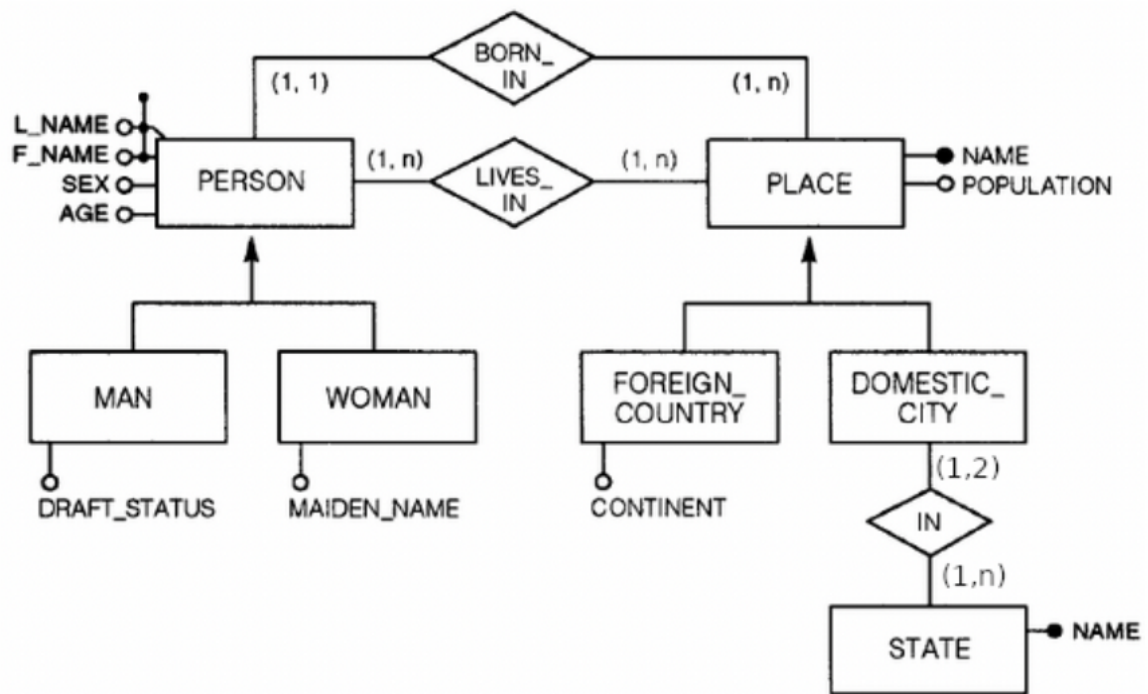 BORN_
IN
(1, 1)
(1, n)
L_NAME
F_NAME
SEX
AGE
PERSON
(1, n)
LIVES_
IN
(1, n)
PLACE
NAME
POPULATION
MAN
WOMAN
FOREIGN_
COUNTRY
DOMESTIC_
CITY
DRAFT_STATUS
MAIDEN_NAME
CONTINENT
(1,2)
IN
(1,n)
STATE
NAME